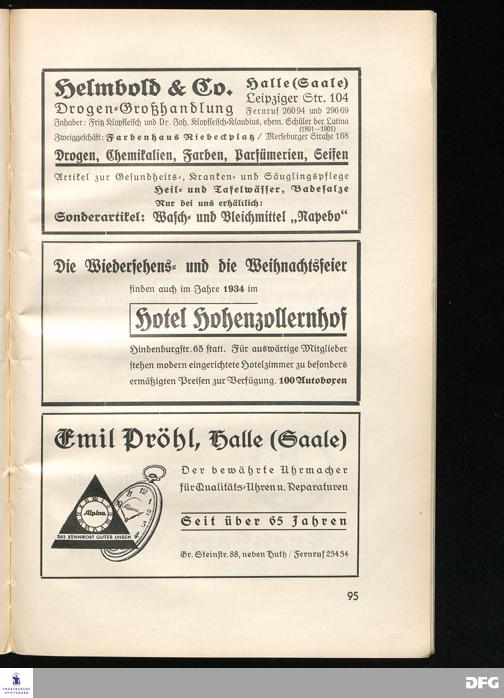 Helmbold & Co. Halle (Saale)
Drogen-Großhandlung Leipziger Str. 104
Fernruf 26094 und 29669
Inhaber: Fritz Klopfleisch und Dr. Joh. Klopfleisch-Klaudius, ehem. Schüler der Latina
(1891—1901)
Zweiggeschäft: Farbenhaus Riebeckplatz / Merseburger Straße 168
Drogen, Chemikalien, Farben, Parfümerien, Seifen
Artikel zur Gesundheits-, Kranken- und Säuglingspflege
Heil- und Tafelwässer, Badesalze
Nur bei uns erhältlich:
Sonderartikel: Wasch- und Bleichmittel „Napebo“
Die Wiedersehens- und die Weihnachtsfeier
finden auch im Jahre 1934 im
Hotel Hohenzollernhof
Hindenburgstr. 65 statt. Für auswärtige Mitglieder
stehen modern eingerichtete Hotelzimmer zu besonders
ermäßigten Preisen zur Verfügung. 100 Autoboxen
Emil Pröhl, Halle (Saale)
Der bewährte Uhrmacher
für Qualitäts-Uhren u. Reparaturen
Seit über 65 Jahren
Gr. Steinstr. 88, neben Huth / Fernruf 23434
Alpina
DAS KENNWORT GUTER UHREN
95
FRANCKESCHE
STIFTUNGEN
DFG